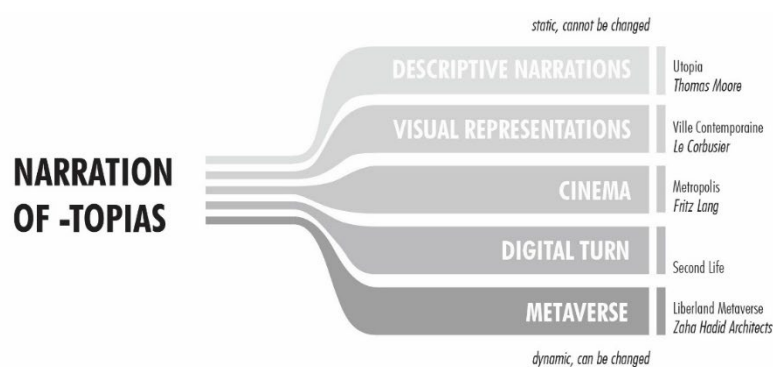 static, cannot be changed
NARRATION
OF -TOPIAS
DESCRIPTIVE NARRATIONS
Utopia
Thomas Moore
VISUAL REPRESENTATIONS
Ville Contemporaine
Le Corbusier
CINEMA
Metropolis
Fritz Lang
DIGITAL TURN
Second Life
METAVERSE
Liberland Metaverse
Zaha Hadid Architects
dynamic, can be changed